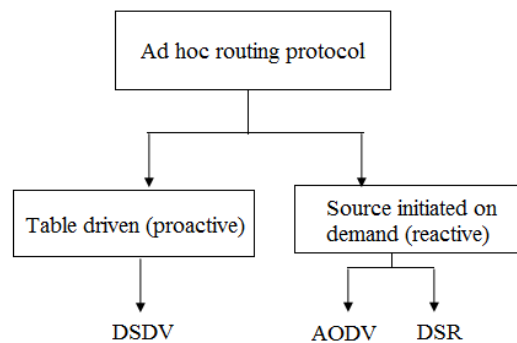 Ad hoc routing protocol
Table driven (proactive)
Source initiated on
demand (reactive)
DSDV
AODV
DSR